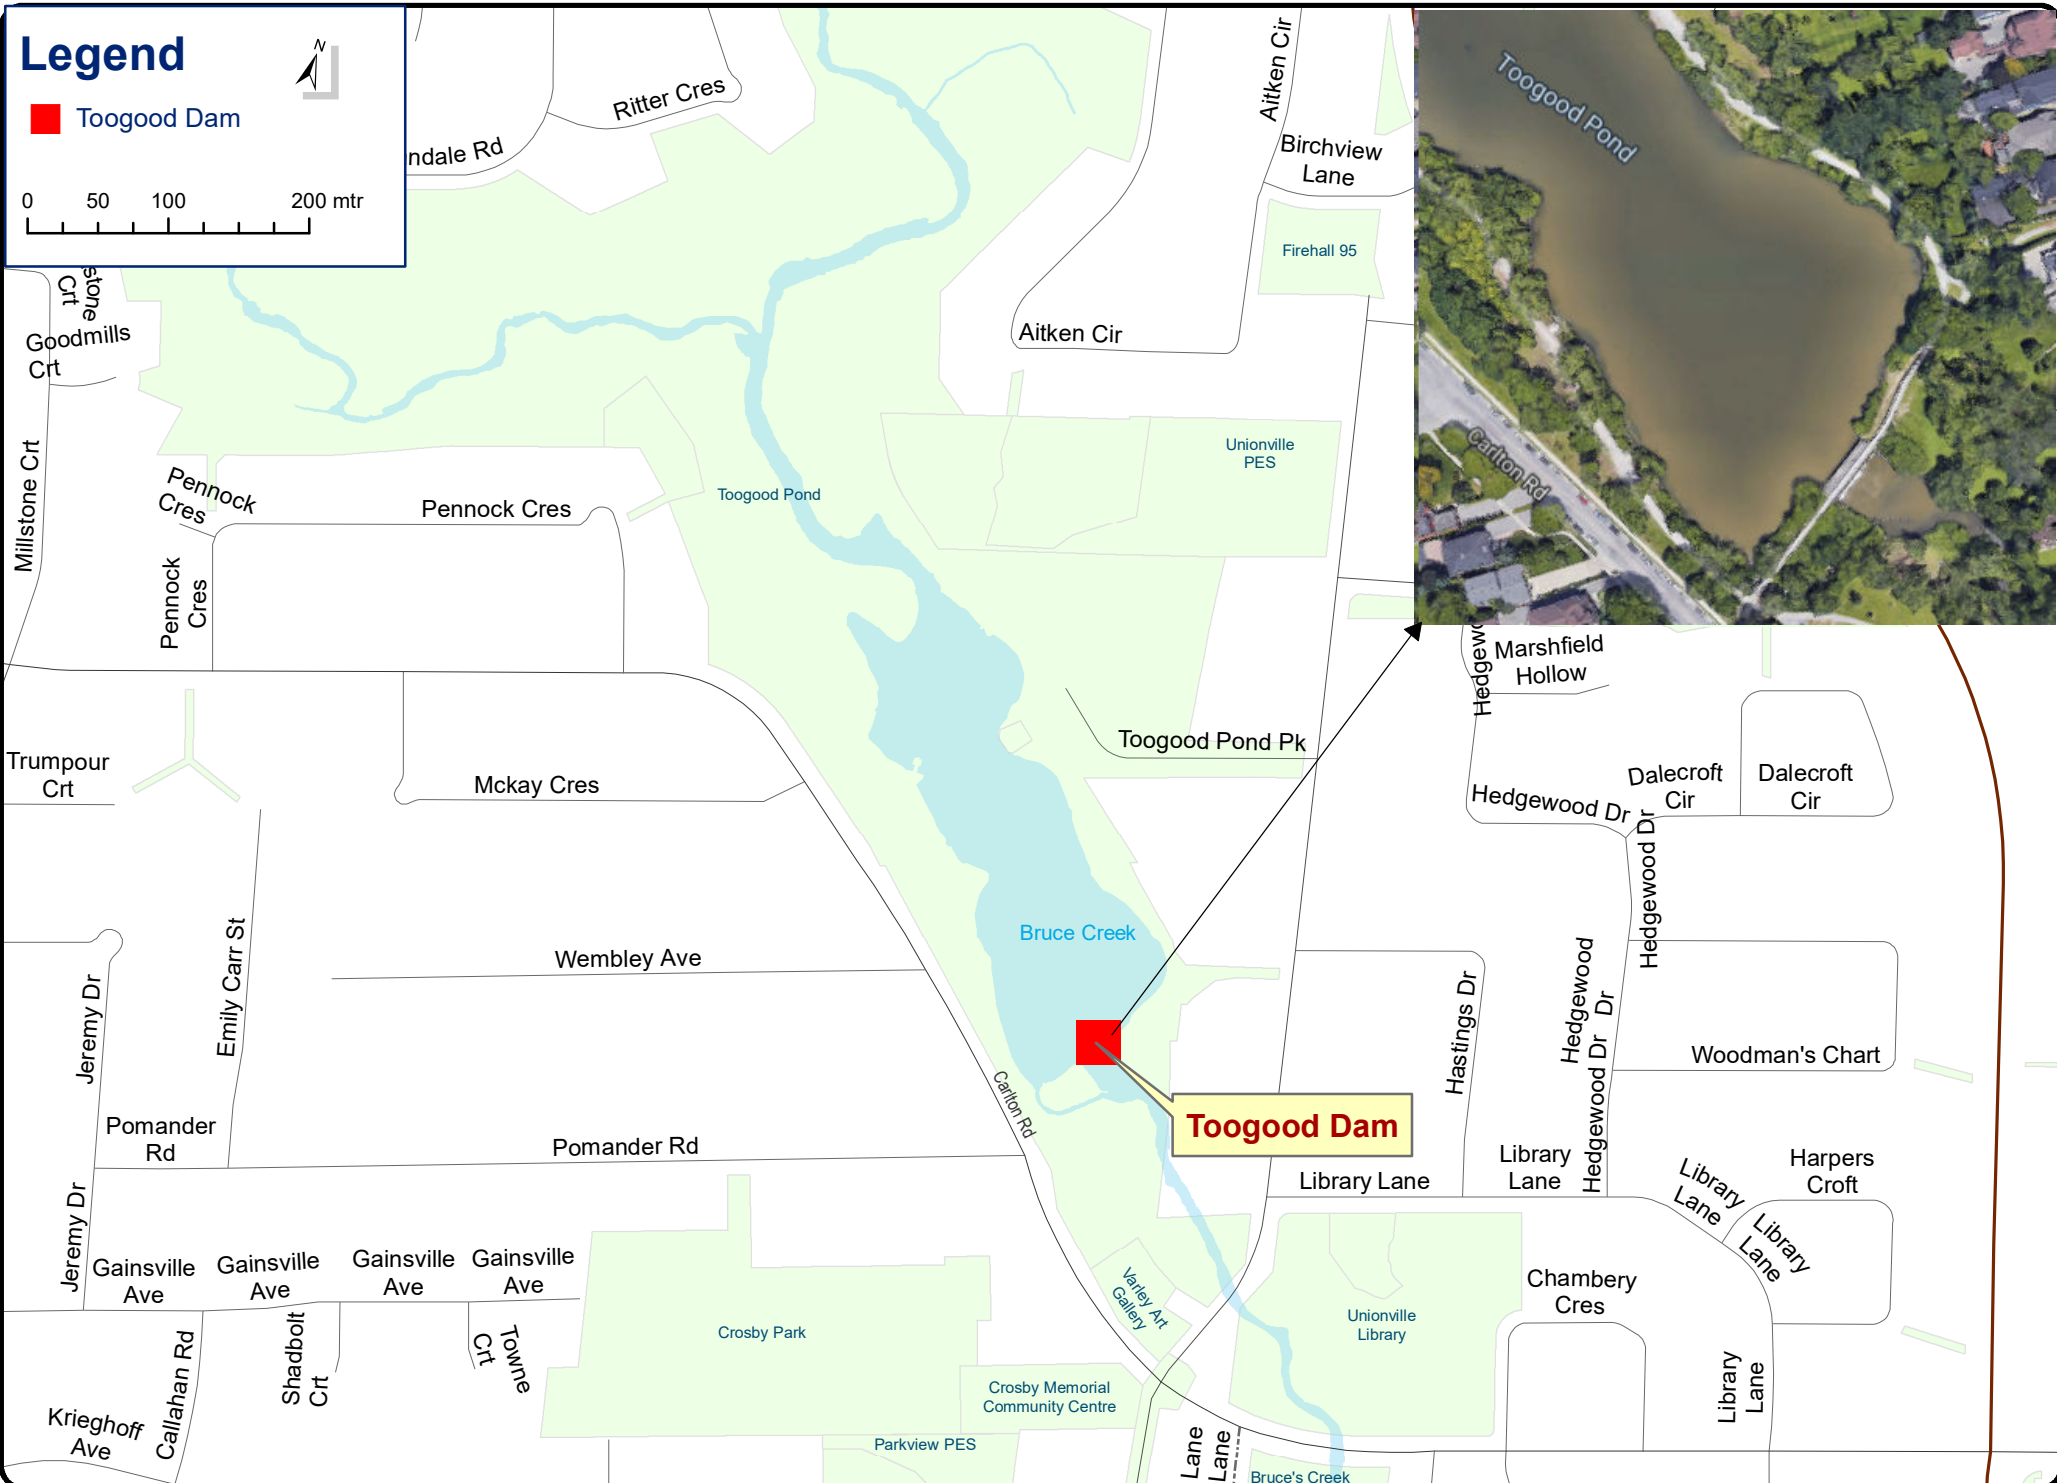 Legend
N
Toogood Dam
0 50 100 200 mtr
Ritter Cres
ndale Rd
Aitken Cir
Birchview
Lane
Firehall 95
Aitken Cir
Toogood Pond
Carlton Rd
stone
Crt
Goodmills
Crt
Millstone Crt
Pennock
Cres
Pennock Cres
Pennock
Cres
Toogood Pond
Unionville
PES
Hedgewo
Marshfield
Hollow
Trumpour
Crt
Mckay Cres
Toogood Pond Pk
Hedgewood Dr
Dalecroft
Cir
Dalecroft
Cir
Hedgewood Dr
Emily Carr St
Jeremy Dr
Wembley Ave
Bruce Creek
Hastings Dr
Hedgewood
Dr
Woodman's Chart
Hedgewood Dr
Carlton Rd
Toogood Dam
Pomander
Rd
Pomander Rd
Library Lane
Library
Lane
Library
Lane
Harpers
Croft
Library
Lane
Jeremy Dr
Gainsville
Ave
Gainsville
Ave
Gainsville
Ave
Gainsville
Ave
Varley Art
Gallery
Unionville
Library
Chambery
Cres
Crosby Park
Callahan Rd
Shadbolt
Crt
Towne
Crt
Crosby Memorial
Community Centre
Library
Lane
Krieghoff
Ave
Parkview PES
Lane
Lane
Bruce's Creek